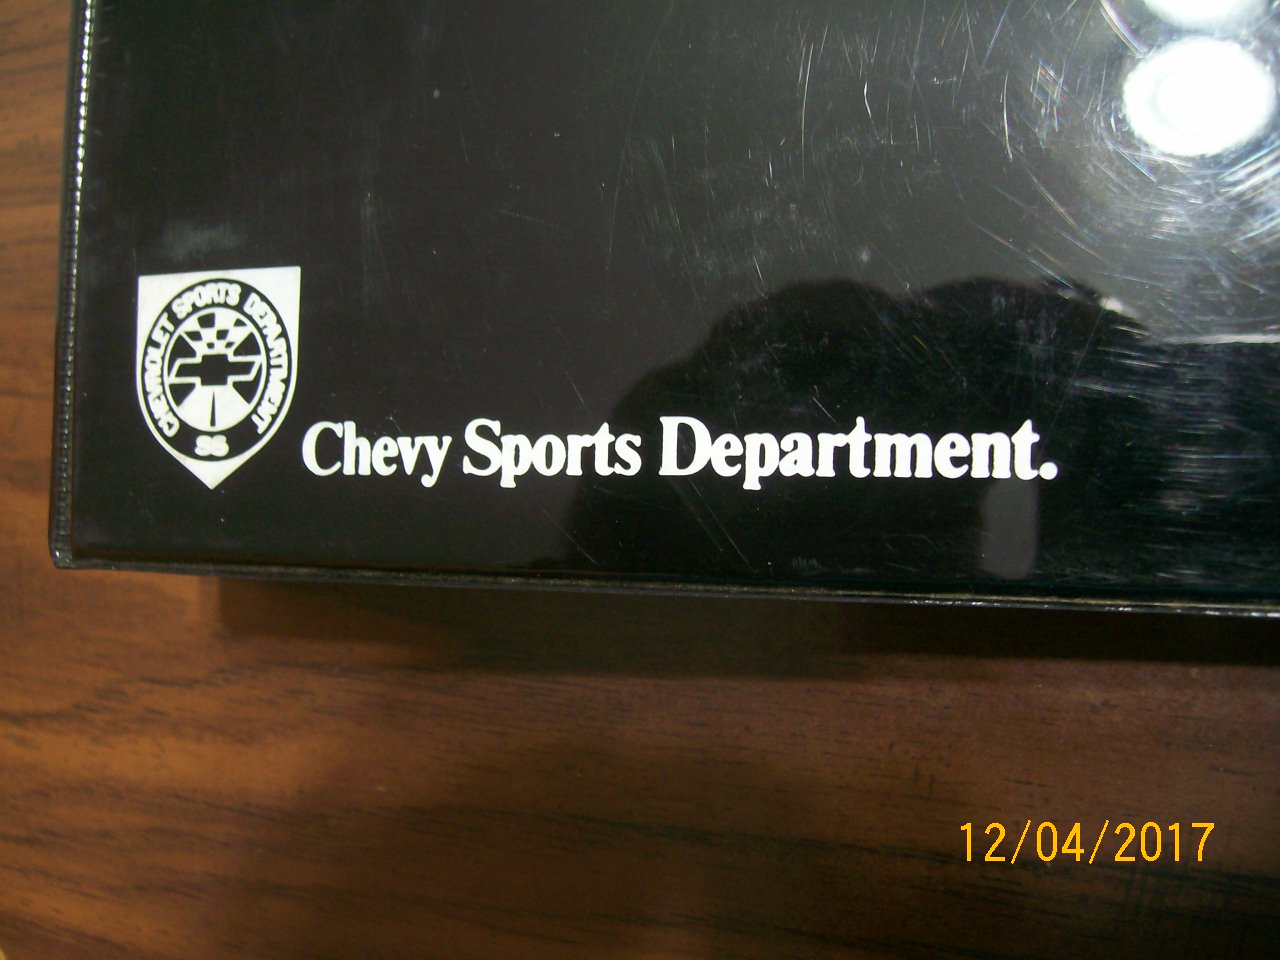 CHEVROLET SPORTS DEPARTMENT
SS
Chevy Sports Department.
12/04/2017